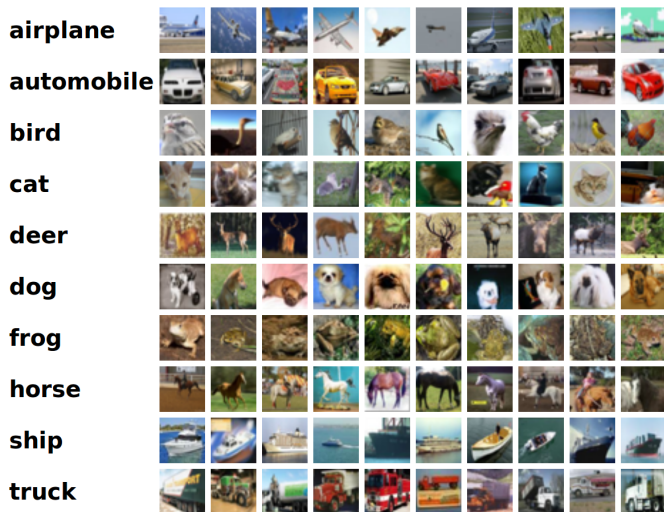 airplane
automobile
bird
cat
deer
dog
frog
horse
ship
truck